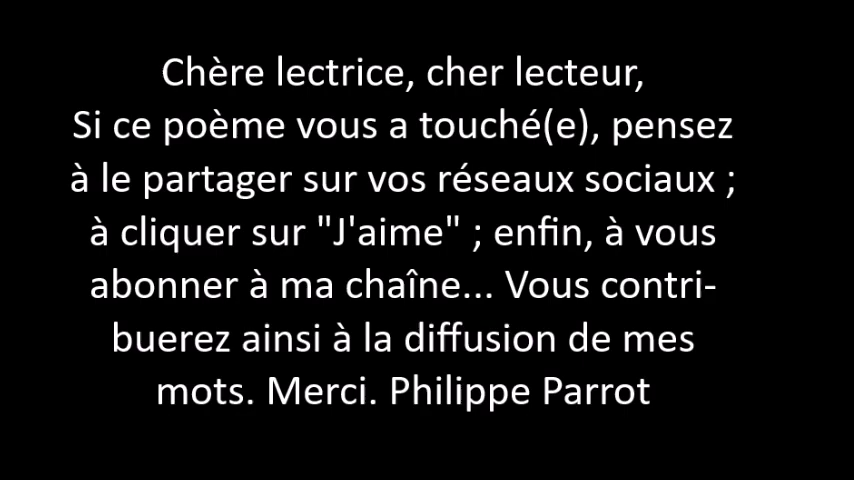 Chère lectrice, cher lecteur,
Si ce poème vous a touché(e), pensez
à le partager sur vos réseaux sociaux ;
à cliquer sur "J'aime" ; enfin, à vous
abonner à ma chaîne... Vous contri-
buerez ainsi à la diffusion de mes
mots. Merci. Philippe Parrot